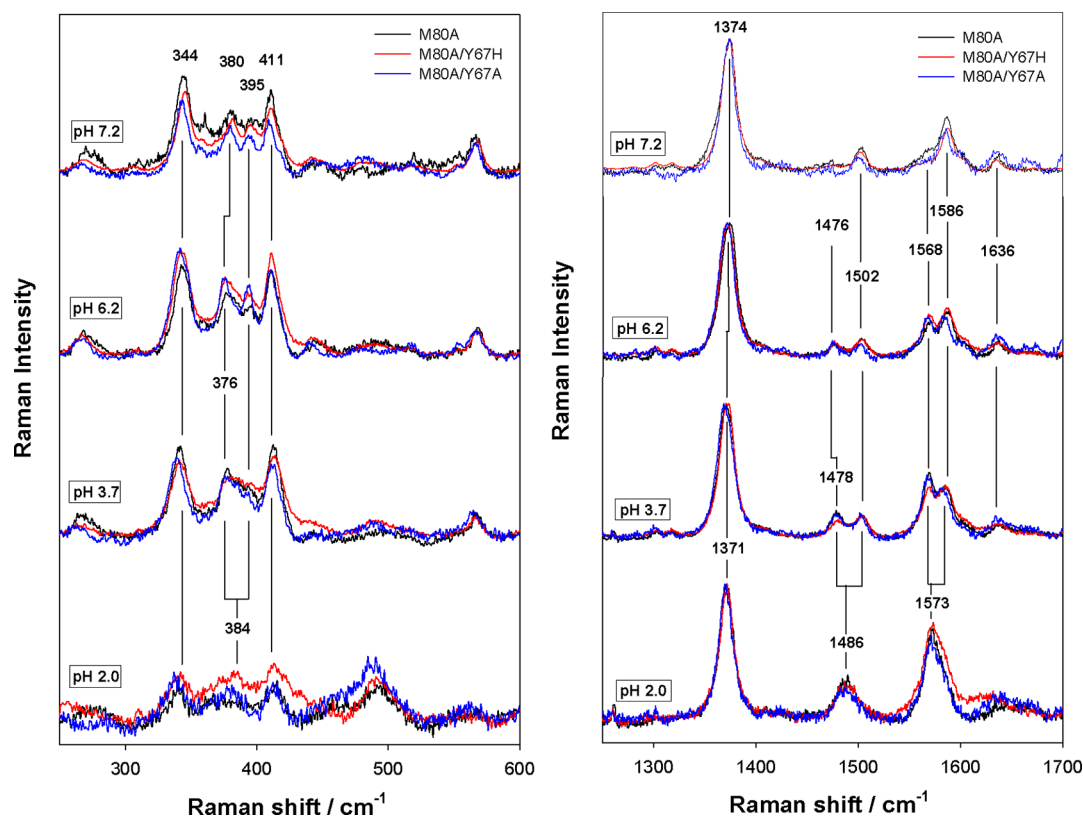 344
380
395
411
M80A
M80A/Y67H
M80A/Y67A
pH 7.2
pH 6.2
376
pH 3.7
384
pH 2.0
300
400
500
600
Raman shift / cm-1
Raman Intensity
1374
M80A
M80A/Y67H
M80A/Y67A
pH 7.2
1476
1586
1568
1636
1502
pH 6.2
1478
pH 3.7
1371
1573
1486
pH 2.0
1300
1400
1500
1600
1700
Raman shift / cm-1
Raman Intensity